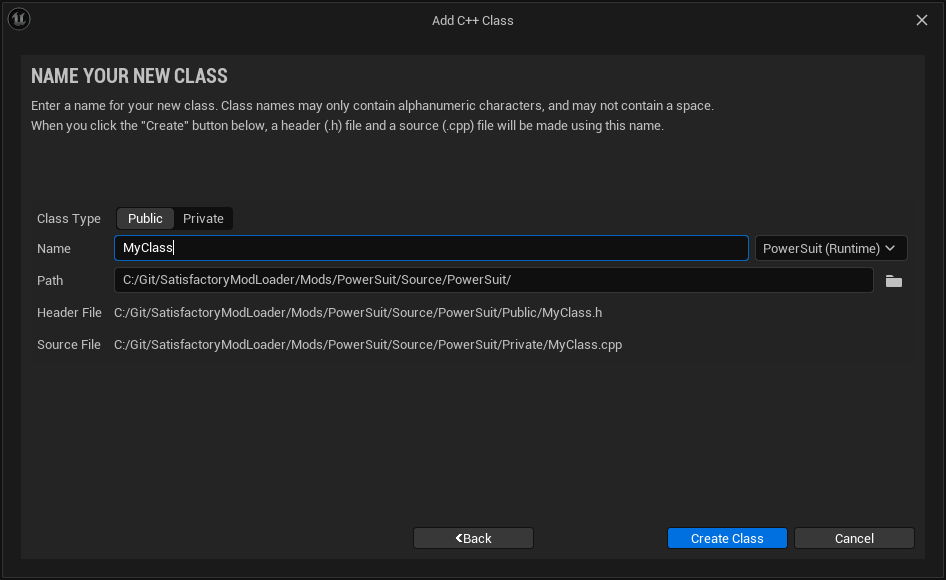 Add C++ Class
NAME YOUR NEW CLASS
Enter a name for your new class. Class names may only contain alphanumeric characters, and may not contain a space.
When you click the "Create" button below, a header (.h) file and a source (.cpp) file will be made using this name.
Class Type Public Private
Name MyClass PowerSuit (Runtime)
Path C:/Git/SatisfactoryModLoader/Mods/PowerSuit/Source/PowerSuit/
Header File C:/Git/SatisfactoryModLoader/Mods/PowerSuit/Source/PowerSuit/Public/MyClass.h
Source File C:/Git/SatisfactoryModLoader/Mods/PowerSuit/Source/PowerSuit/Private/MyClass.cpp
Back Create Class Cancel